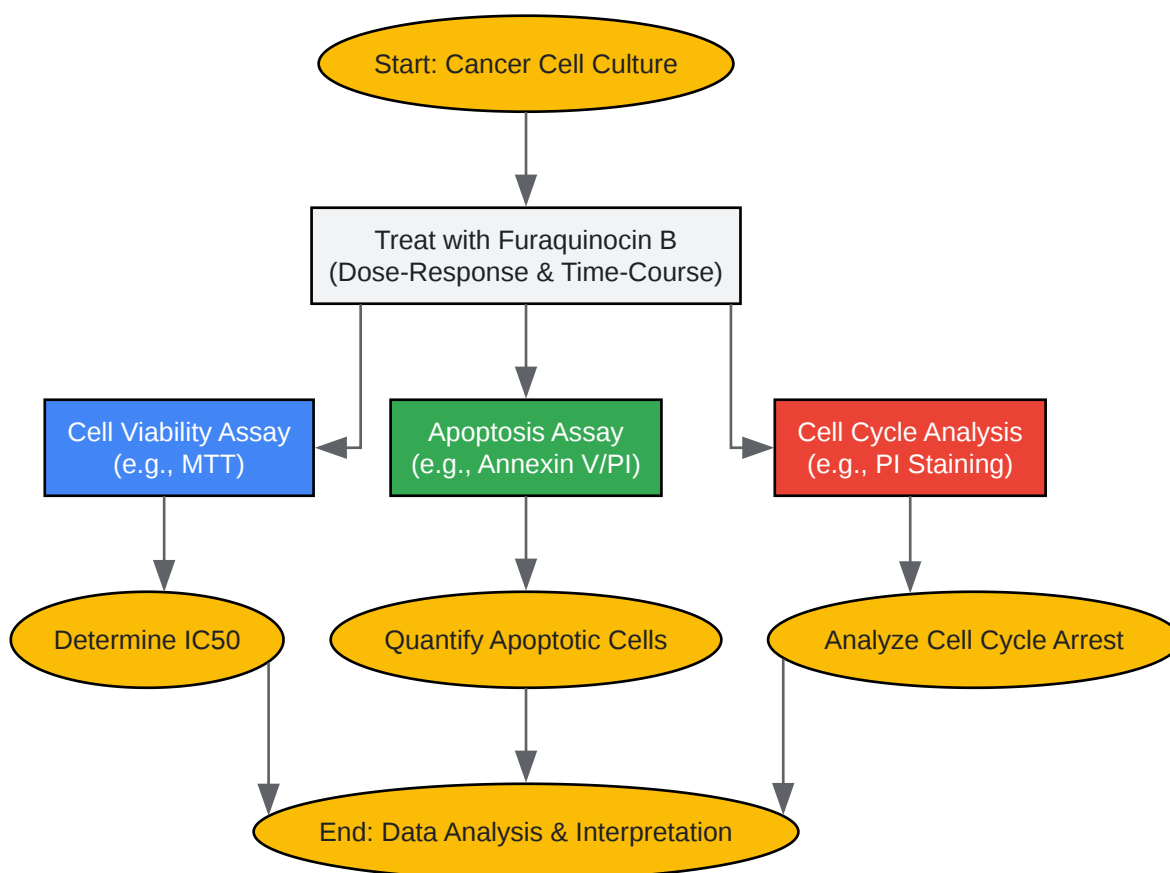 Start: Cancer Cell Culture
Treat with Furaquinocin B
(Dose-Response & Time-Course)
Cell Viability Assay
(e.g., MTT)
Apoptosis Assay
(e.g., Annexin V/PI)
Cell Cycle Analysis
(e.g., PI Staining)
Determine IC50
Quantify Apoptotic Cells
Analyze Cell Cycle Arrest
End: Data Analysis & Interpretation